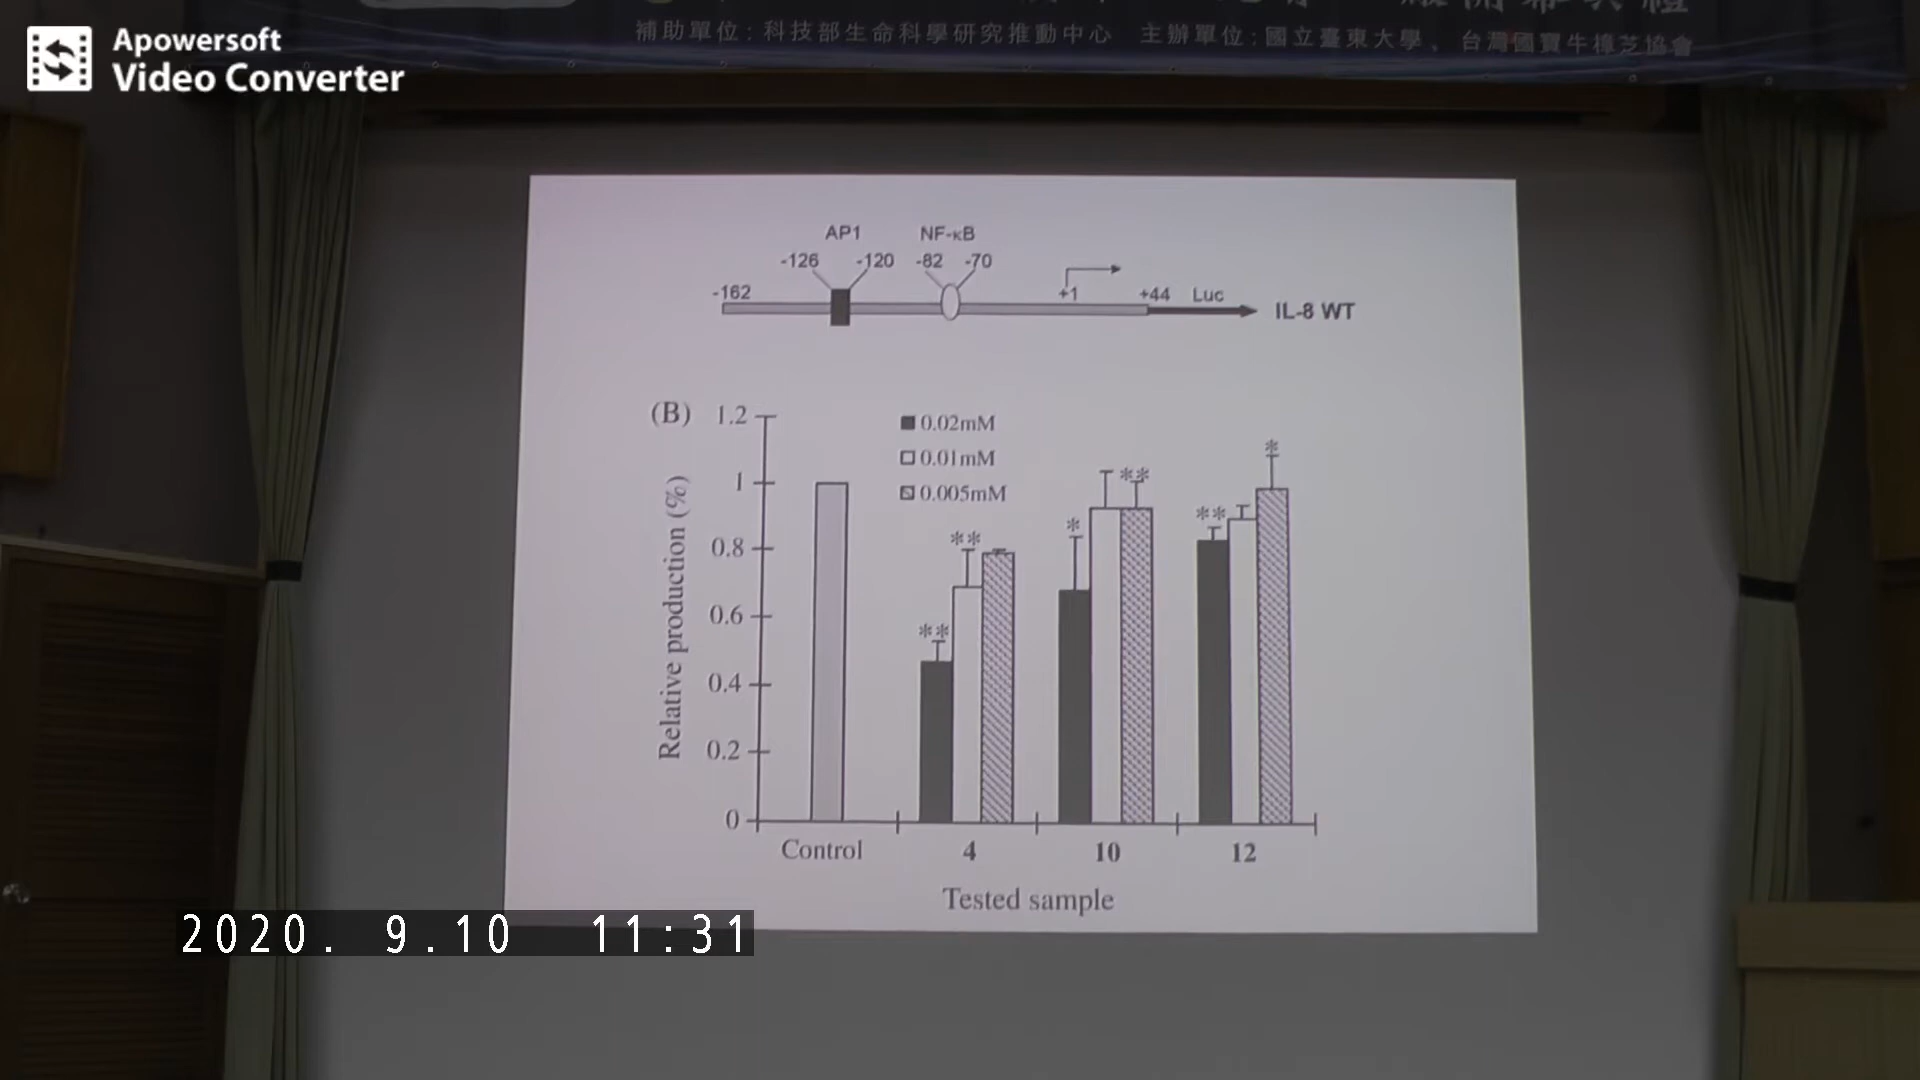 Apowersoft
Video Converter
補助單位：科技部生命科學研究推動中心 主辦單位：國立臺東大學、台灣國寶牛樟芝協會
AP1 NF-κB
-126 -120 -82 -70
-162 +1 +44 Luc IL-8 WT
(B)
1.2
1
0.8
0.6
0.4
0.2
0
Relative production (%)
0.02mM
0.01mM
0.005mM
** ** * ** ** *
Control 4 10 12
Tested sample
2020. 9.10 11:31